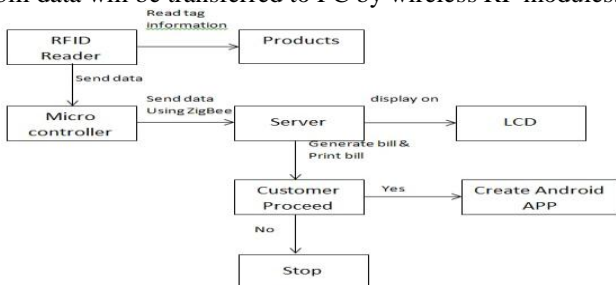 data will be transferred to PC by wireless RF modules
Read tag
information
RFID
Reader
Products
Send data
Micro
controller
Send data
Using ZigBee
Server
display on
LCD
Generate bill &
Print bill
Customer
Proceed
Yes
Create Android
APP
No
Stop